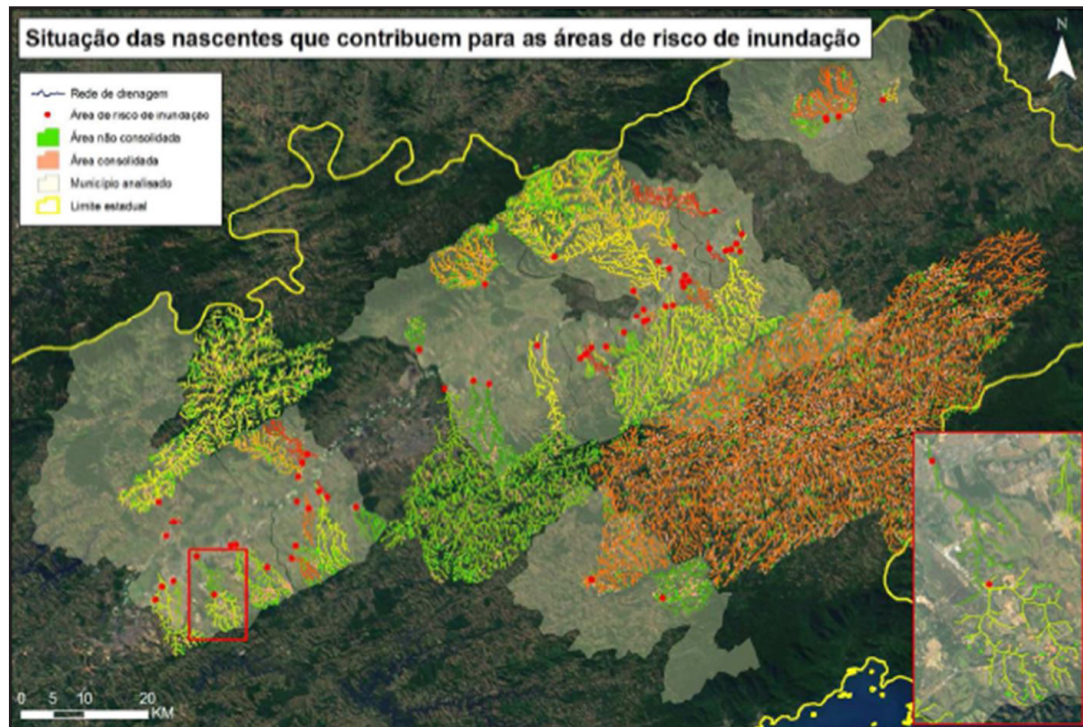 Situação das nascentes que contribuem para as áreas de risco de inundação
N
Rede de drenagem
Área de risco de inundação
Área não consolidada
Área consolidada
Município analisado
Limite estadual
0 5 10 20
KM